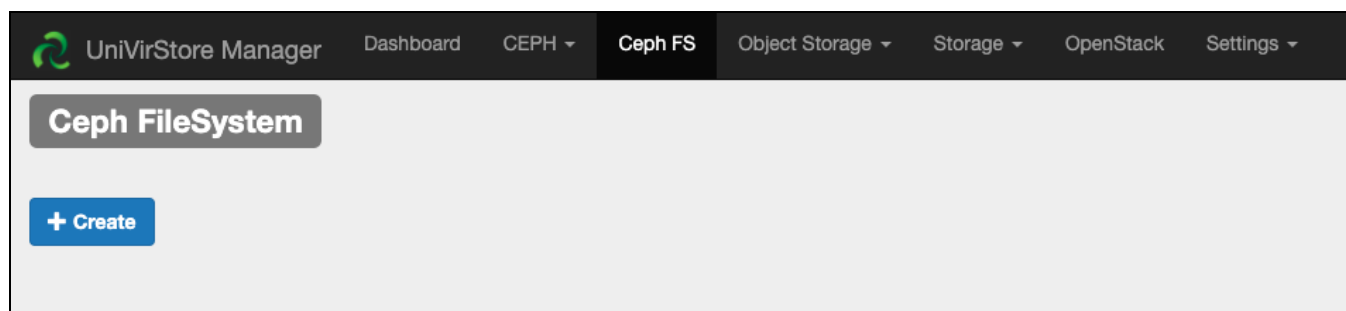 UniVirStore Manager Dashboard CEPH Ceph FS Object Storage Storage OpenStack Settings
Ceph FileSystem
+ Create